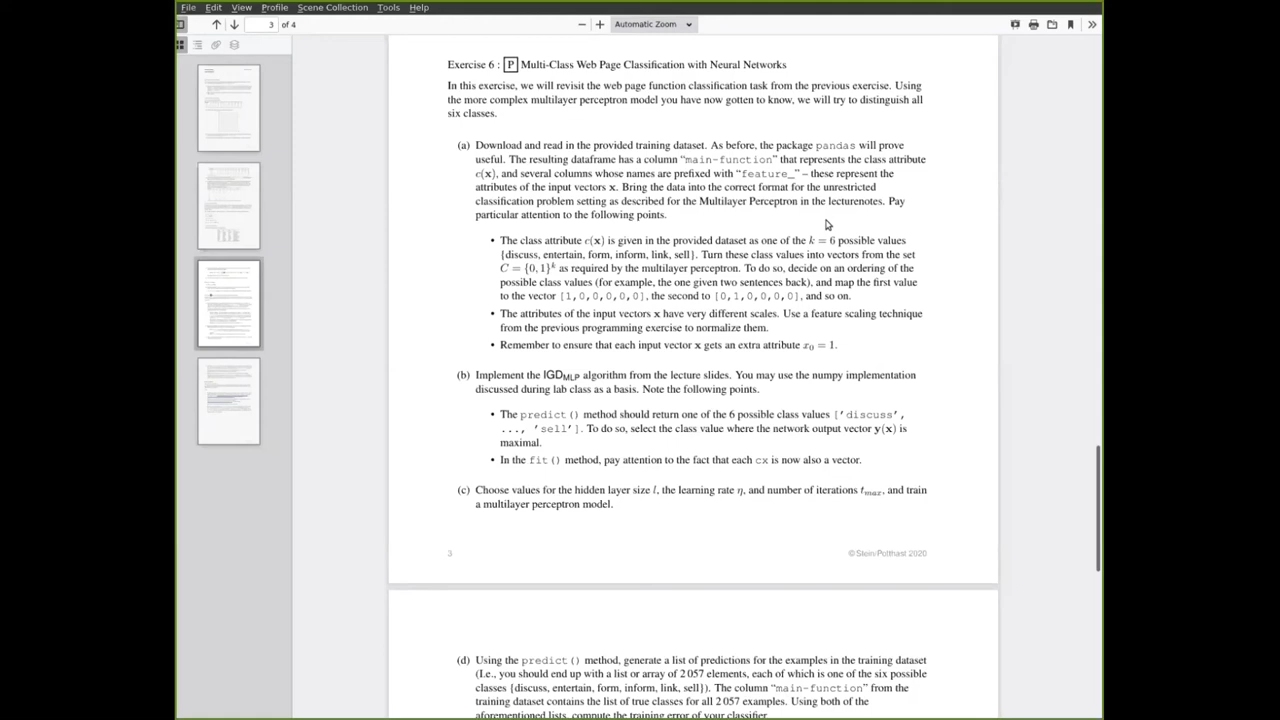 File Edit View Profile Scene Collection Tools Help
3 of 4 Automatic Zoom
Exercise 6 : P Multi-Class Web Page Classification with Neural Networks
In this exercise, we will revisit the web page function classification task from the previous exercise. Using
the more complex multilayer perceptron model you have now gotten to know, we will try to distinguish all
six classes.
(a) Download and read in the provided training dataset. As before, the package pandas will prove
useful. The resulting dataframe has a column "main-function" that represents the class attribute
c(x), and several columns whose names are prefixed with "feature_" – these represent the
attributes of the input vectors x. Bring the data into the correct format for the unrestricted
classification problem setting as described for the Multilayer Perceptron in the lecturenotes. Pay
particular attention to the following points.
• The class attribute c(x) is given in the provided dataset as one of the k = 6 possible values
{discuss, entertain, form, inform, link, sell}. Turn these class values into vectors from the set
C = {0, 1}^k as required by the multilayer perceptron. To do so, decide on an ordering of the
possible class values (for example, the one given two sentences back), and map the first value
to the vector [1,0,0,0,0,0], the second to [0,1,0,0,0,0], and so on.
• The attributes of the input vectors x have very different scales. Use a feature scaling technique
from the previous programming exercise to normalize them.
• Remember to ensure that each input vector x gets an extra attribute x₀ = 1.
(b) Implement the IGD_MLP algorithm from the lecture slides. You may use the numpy implementation
discussed during lab class as a basis. Note the following points.
• The predict() method should return one of the 6 possible class values ['discuss',
..., 'sell']. To do so, select the class value where the network output vector y(x) is
maximal.
• In the fit() method, pay attention to the fact that each cx is now also a vector.
(c) Choose values for the hidden layer size l, the learning rate η, and number of iterations t_max, and train
a multilayer perceptron model.
3 © Stein/Potthast 2020
(d) Using the predict() method, generate a list of predictions for the examples in the training dataset
(I.e., you should end up with a list or array of 2 057 elements, each of which is one of the six possible
classes {discuss, entertain, form, inform, link, sell}). The column "main-function" from the
training dataset contains the list of true classes for all 2 057 examples. Using both of the
aforementioned lists, compute the training error of your classifier.